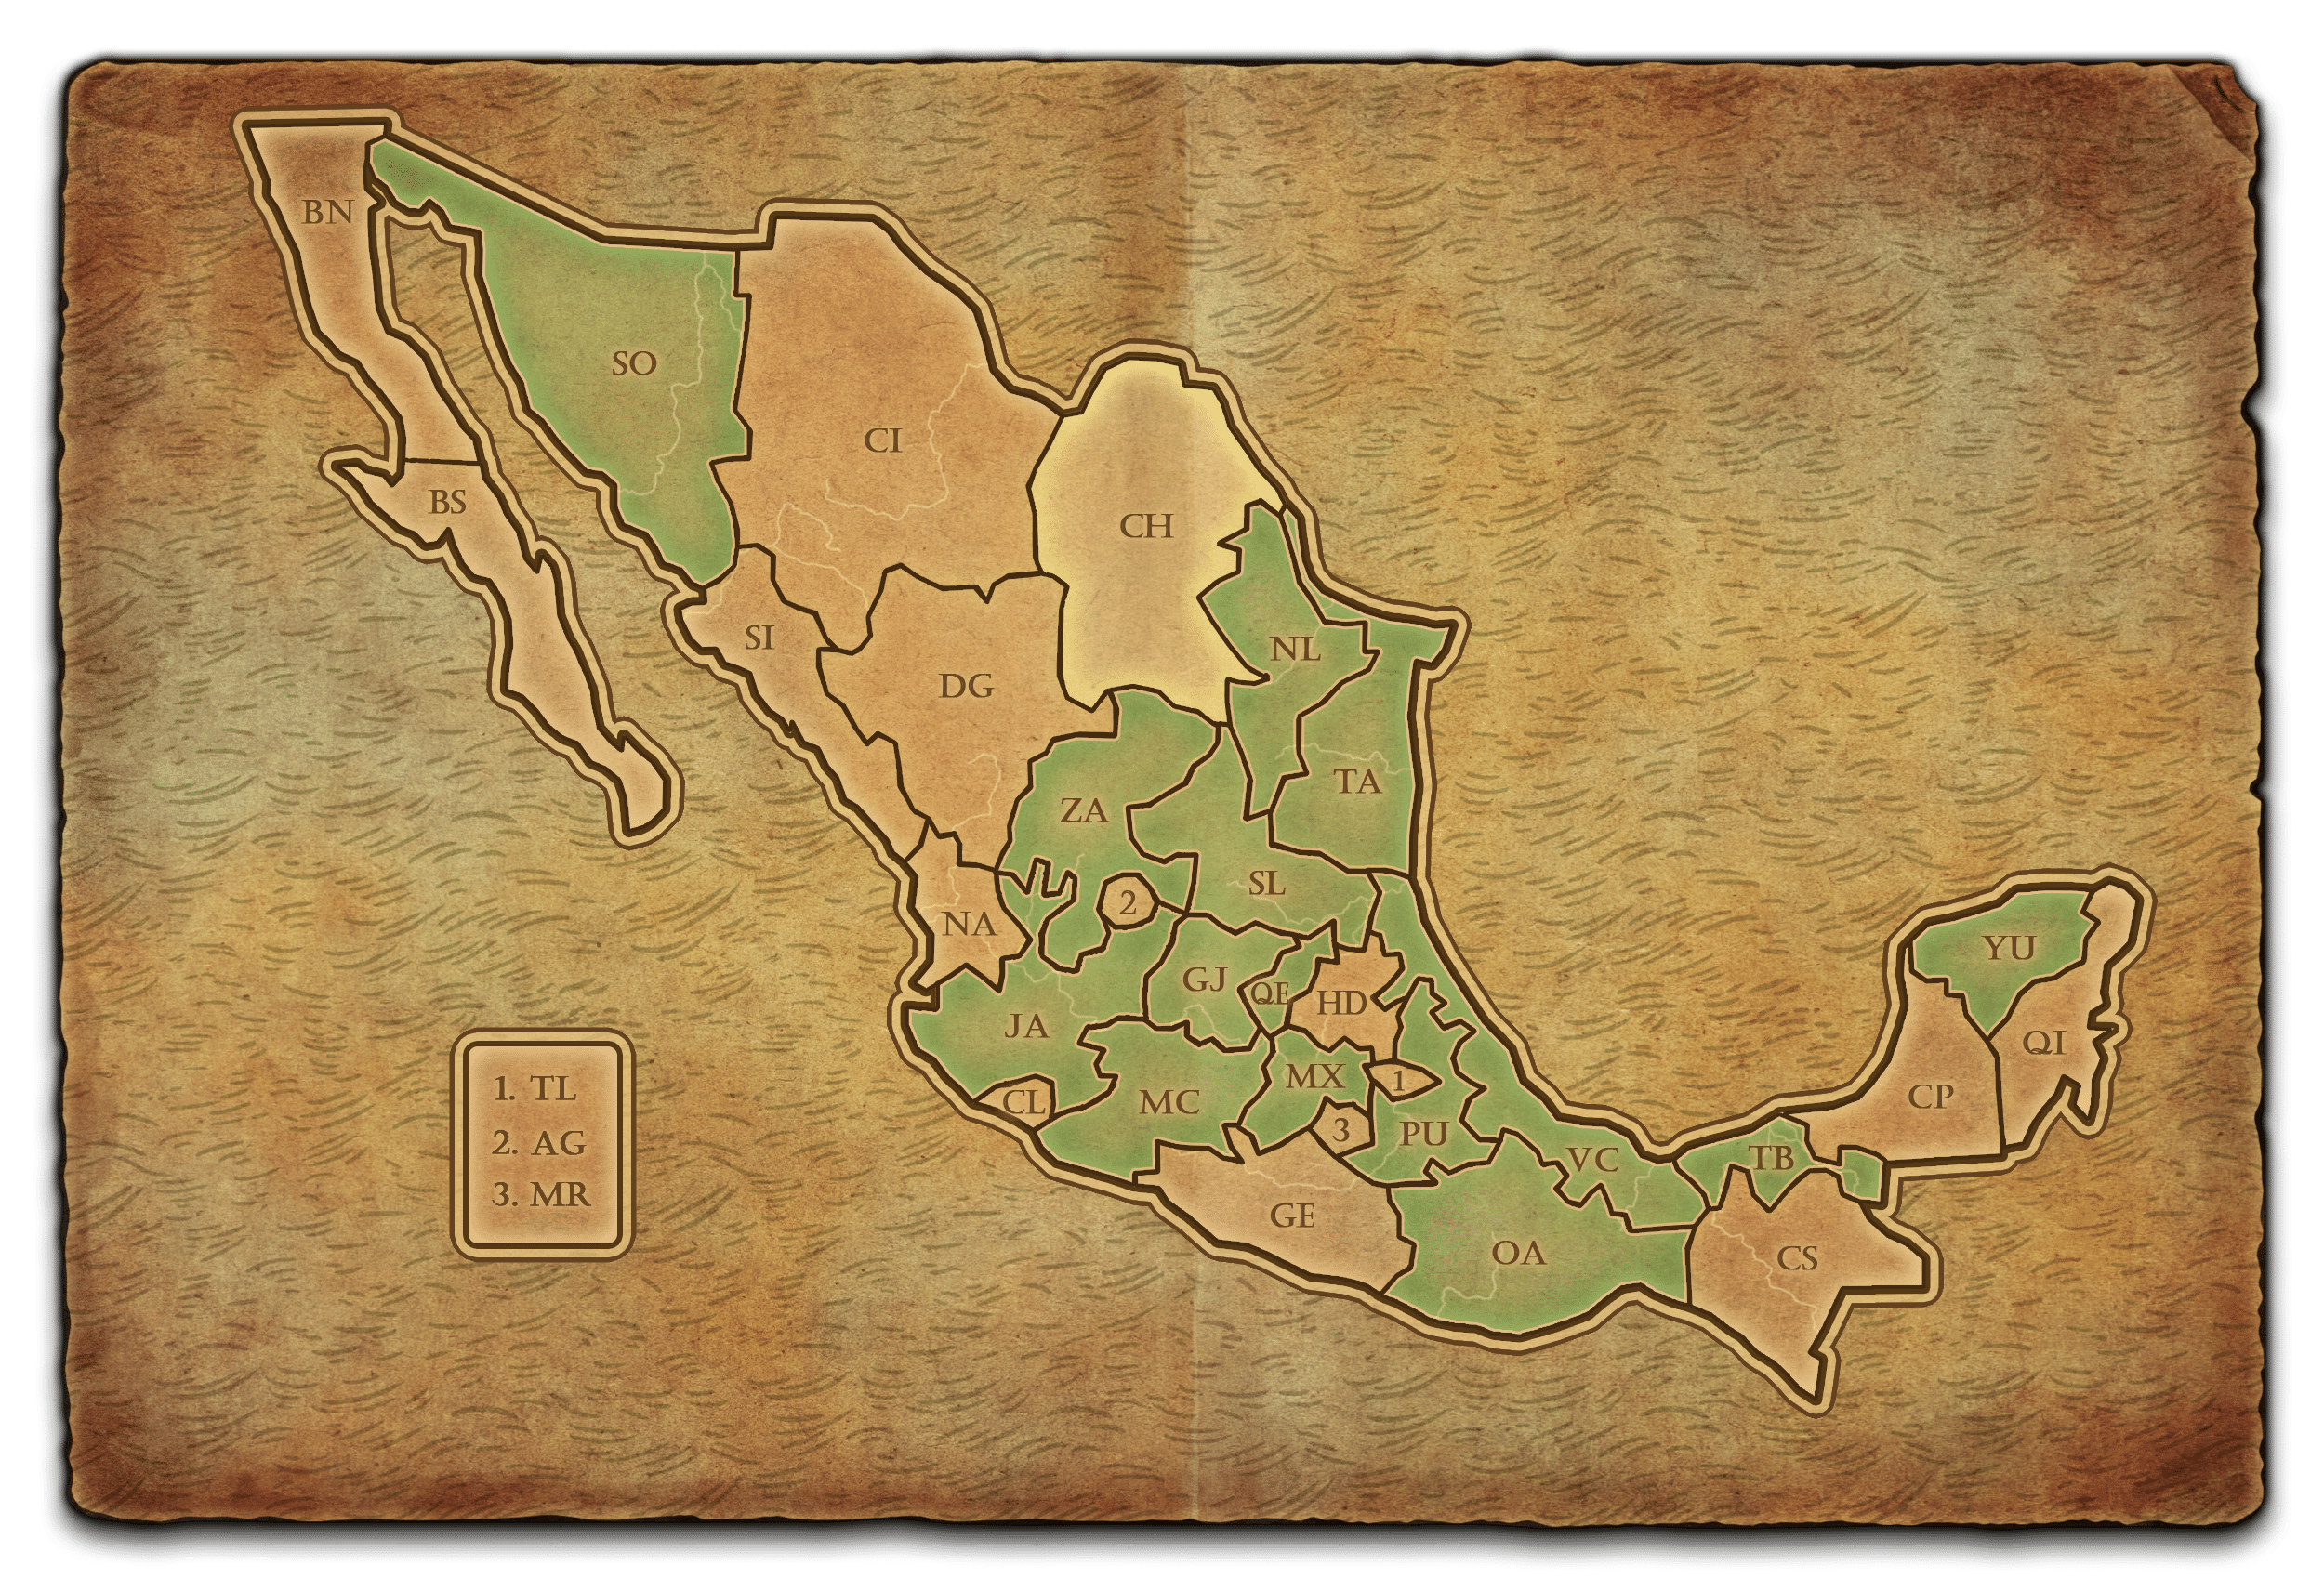 BN
SO
CI
BS
CH
SI
NL
DG
TA
ZA
SL
2
NA
YU
GJ
QE
HD
JA
QI
MX
1
CL
MC
CP
3
PU
VC
TB
GE
OA
CS
1. TL
2. AG
3. MR